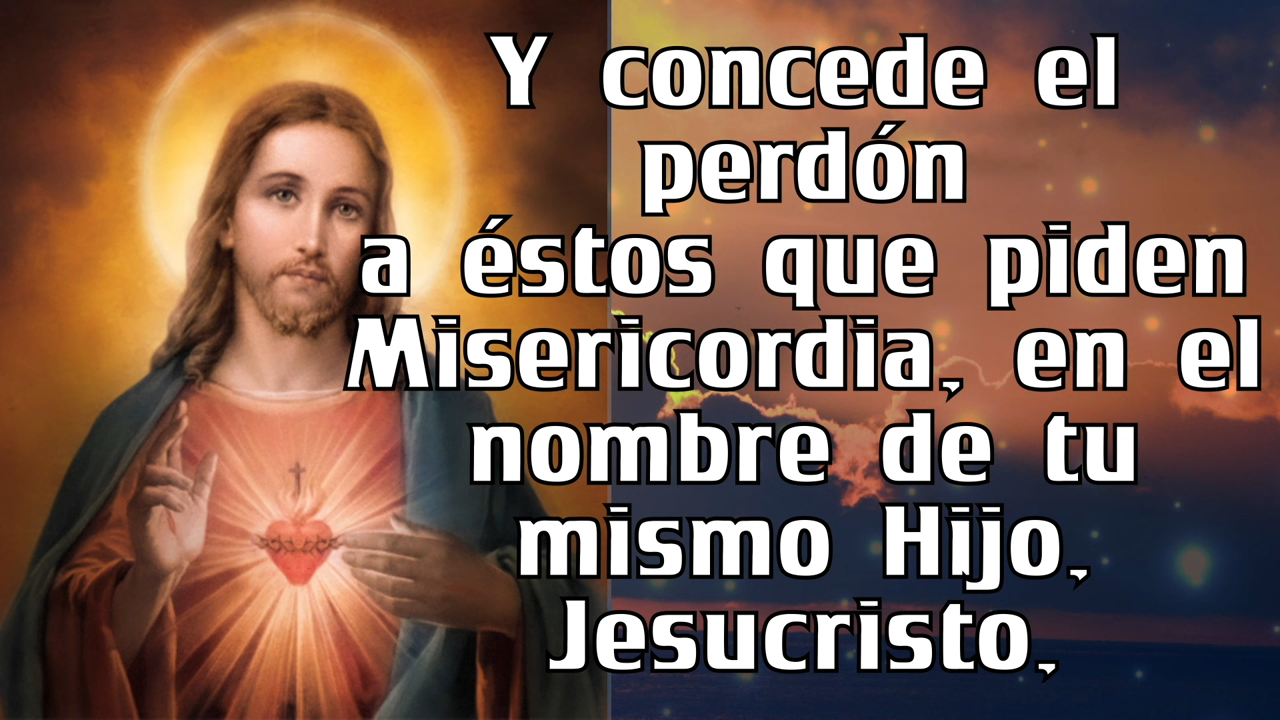 Y concede el
perdón
a éstos que piden
Misericordia, en el
nombre de tu
mismo Hijo,
Jesucristo,